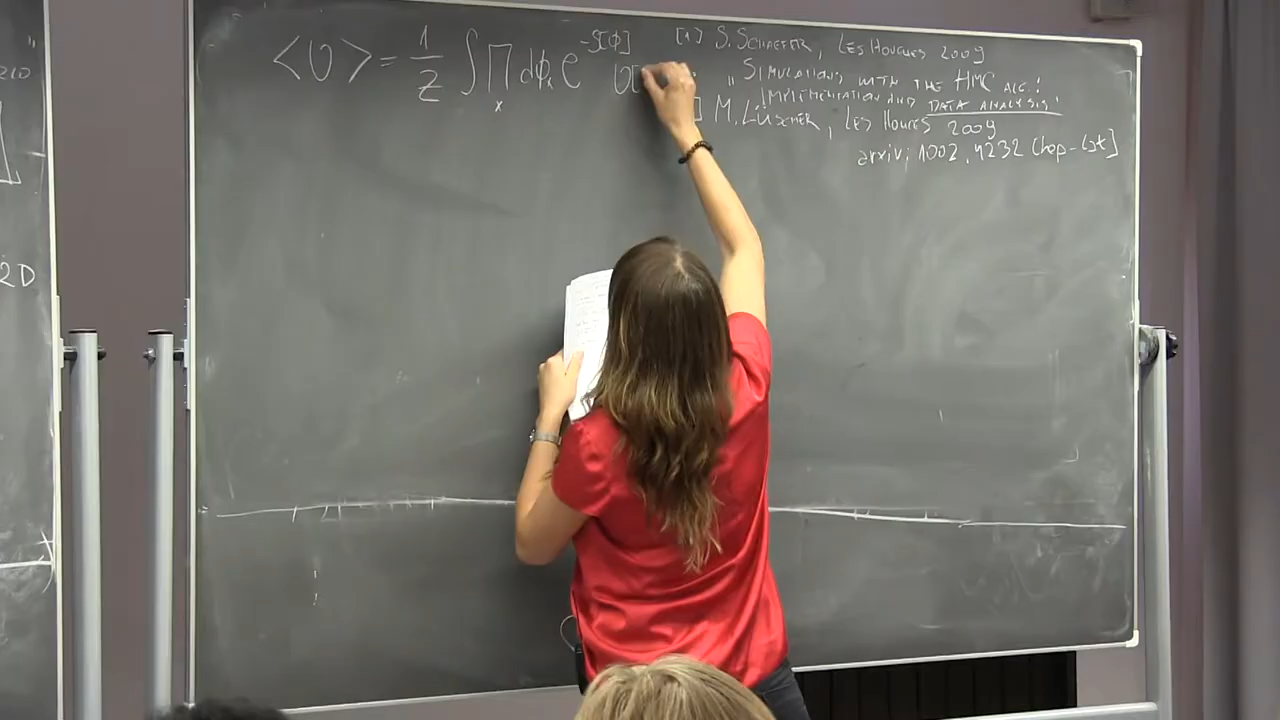 <O> = 1/Z ∫ ∏ₓ dϕₓ e^{-S[ϕ]} O[
[1] S. SCHAEFER, LES HOUCHES 2009
„SIMULATIONS WITH THE HMC ALG:
IMPLEMENTATION AND DATA ANALYSIS"
] M. LÜSCHER, LES HOUCHES 2009
arxiv: 1002.4232 [hep-lat]
2D